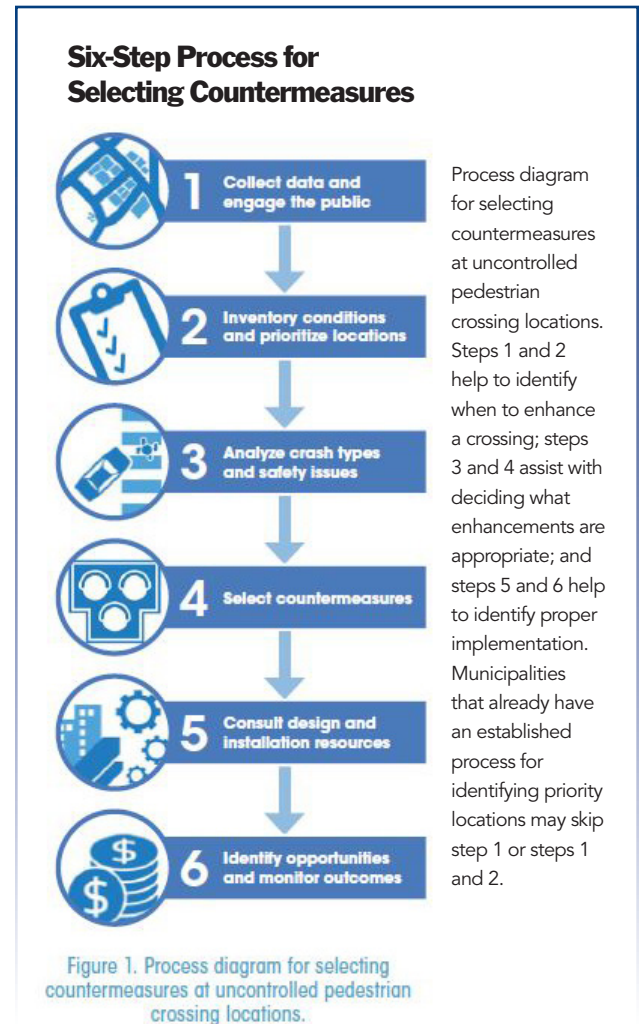 Six-Step Process for
Selecting Countermeasures
1 Collect data and
engage the public
2 Inventory conditions
and prioritize locations
3 Analyze crash types
and safety issues
4 Select countermeasures
5 Consult design and
installation resources
$
$
6 Identify opportunities
and monitor outcomes
Figure 1. Process diagram for selecting
countermeasures at uncontrolled pedestrian
crossing locations.
Process diagram
for selecting
countermeasures
at uncontrolled
pedestrian
crossing locations.
Steps 1 and 2
help to identify
when to enhance
a crossing; steps
3 and 4 assist with
deciding what
enhancements are
appropriate; and
steps 5 and 6 help
to identify proper
implementation.
Municipalities
that already have
an established
process for
identifying priority
locations may skip
step 1 or steps 1
and 2.